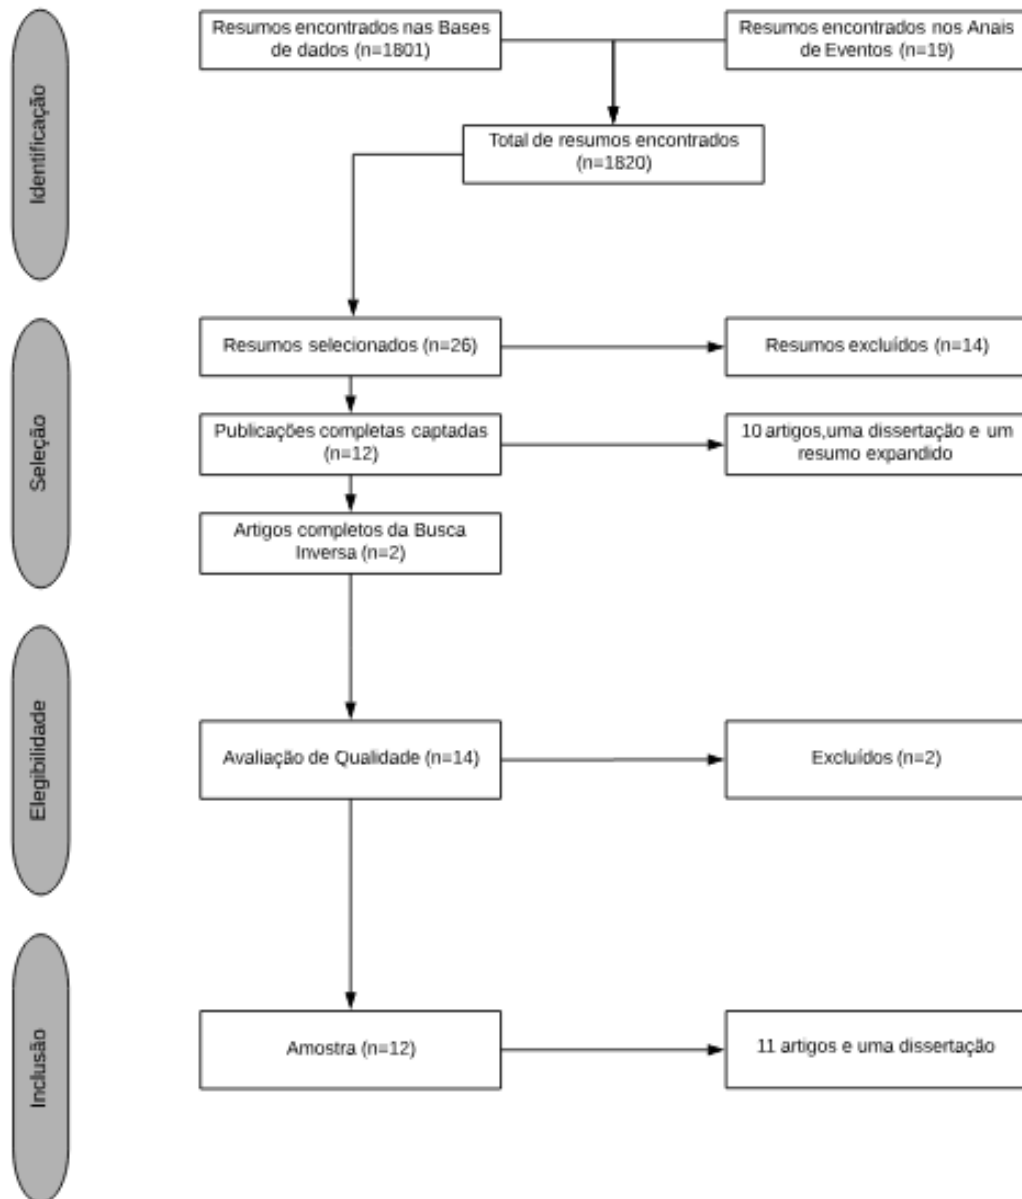 Identificação
Resumos encontrados nas Bases
de dados (n=1801)
Resumos encontrados nos Anais
de Eventos (n=19)
Total de resumos encontrados
(n=1820)
Seleção
Resumos selecionados (n=26)
Resumos excluídos (n=14)
Publicações completas captadas
(n=12)
10 artigos,uma dissertação e um
resumo expandido
Artigos completos da Busca
Inversa (n=2)
Elegibilidade
Avaliação de Qualidade (n=14)
Excluídos (n=2)
Inclusão
Amostra (n=12)
11 artigos e uma dissertação